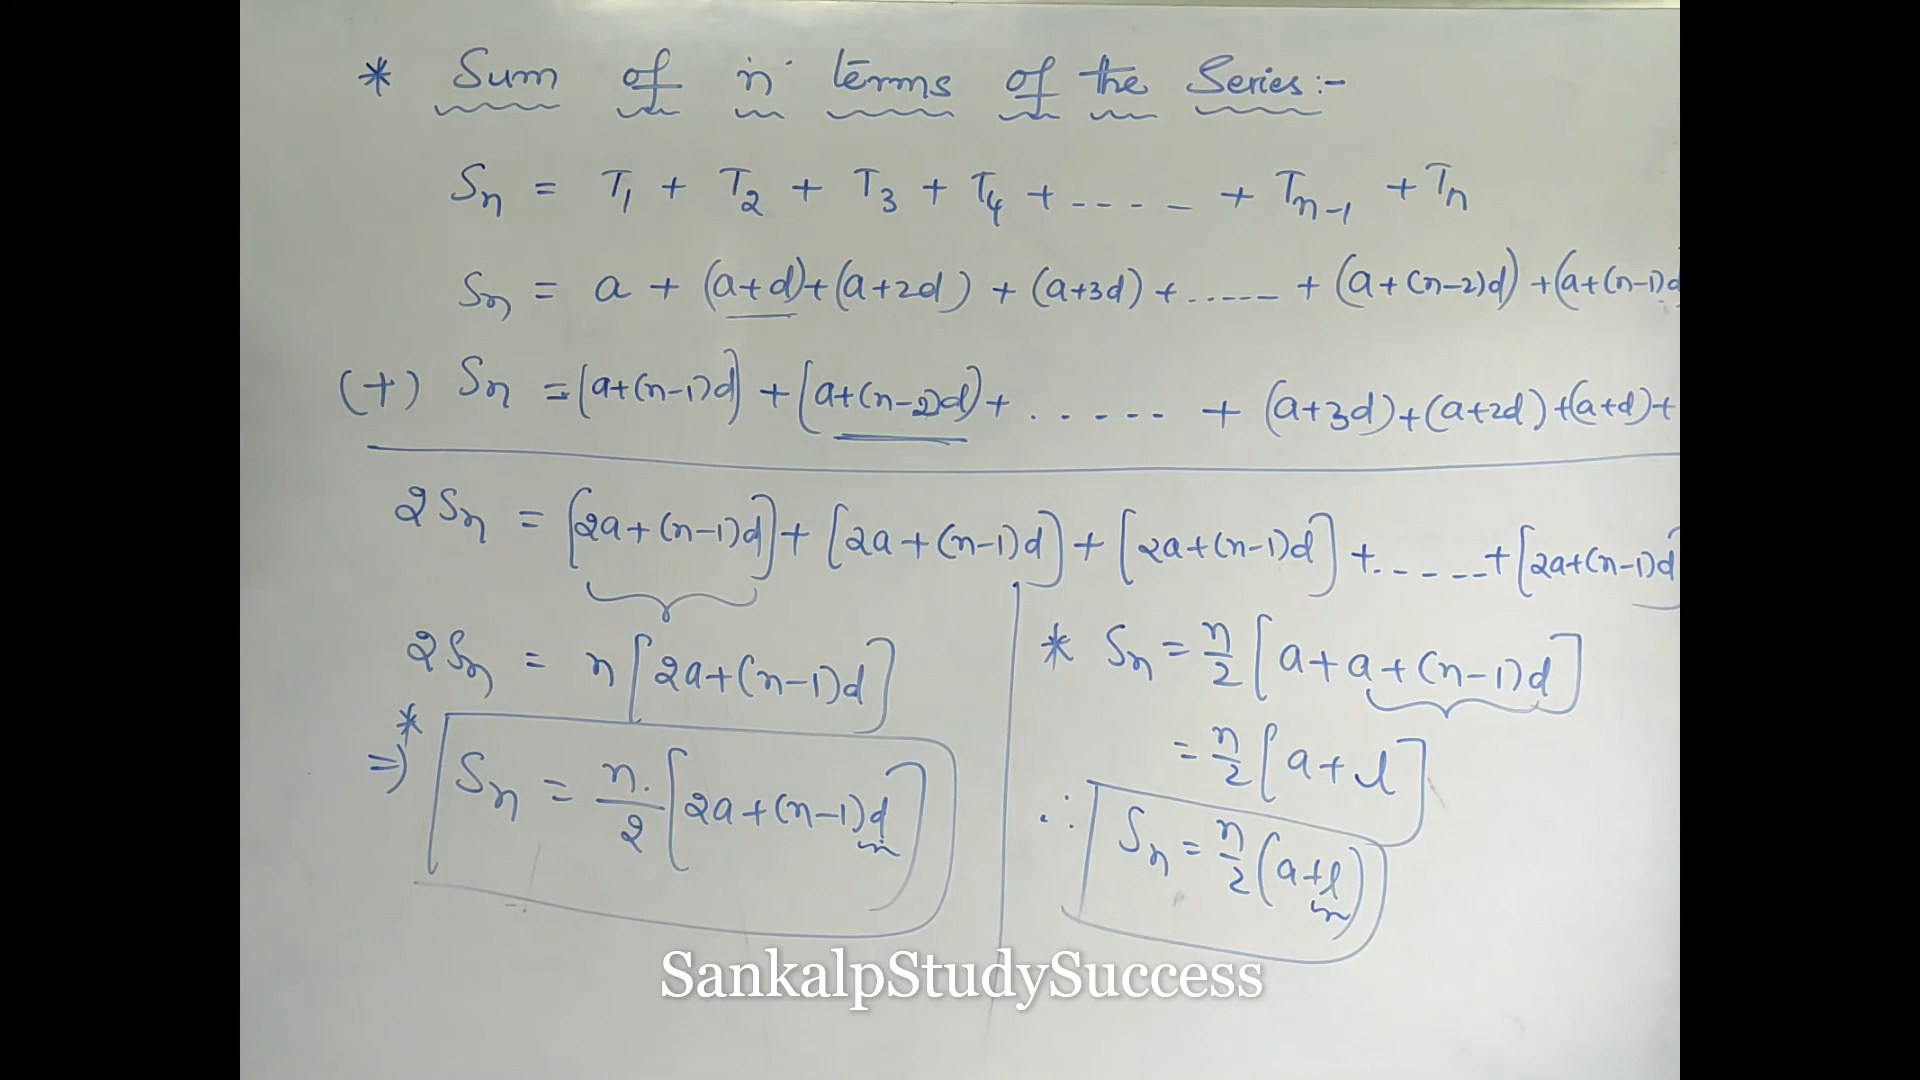 * Sum of 'n' terms of the Series:-
Sn = T1 + T2 + T3 + T4 + ---- + Tn-1 + Tn
Sn = a + (a+d)+(a+2d) + (a+3d) + ...... + (a+(n-2)d) +(a+(n-1)d
(+) Sn = [a+(n-1)d] + [a+(n-2)d] + ..... + (a+3d)+(a+2d)+(a+d)+
2Sn = [2a+(n-1)d] + [2a+(n-1)d] + [2a+(n-1)d] +.----+[2a+(n-1)d]
2Sn = n[2a+(n-1)d]
* => Sn = n/2 [2a+(n-1)d]
* Sn = n/2 [a+a+(n-1)d]
= n/2 [a+l]
∴ Sn = n/2 (a+l)
SankalpStudySuccess